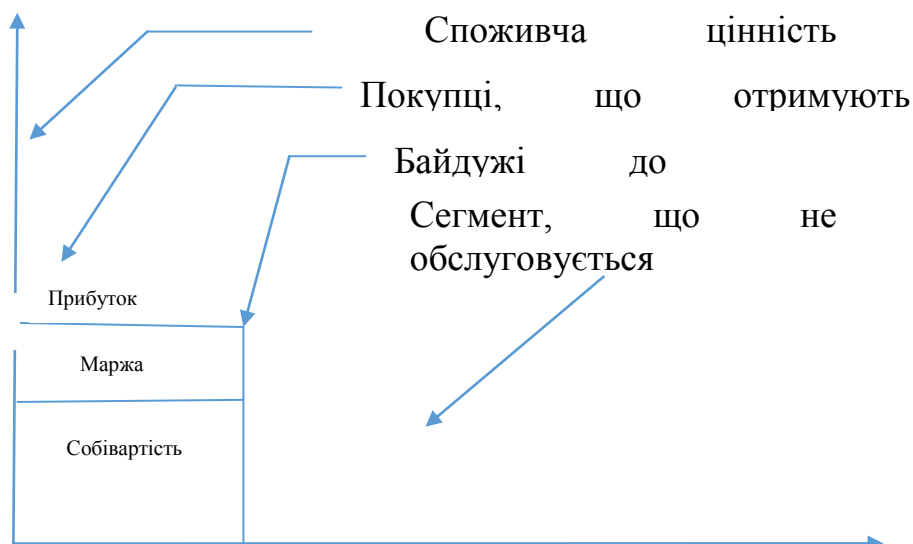 Споживча цінність
Покупці, що отримують
Байдужі до
Сегмент, що не
обслуговується
Прибуток
Маржа
Собівартість